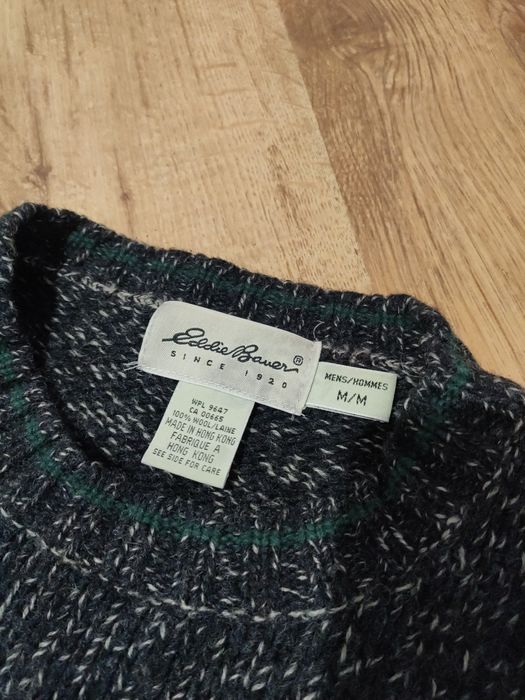 Eddie Bauer®
SINCE 1920
MENS/HOMMES
M/M
WPL 9647
CA 00665
100% WOOL/LAINE
MADE IN HONG KONG
FABRIQUE A
HONG KONG
SEE SIDE FOR CARE